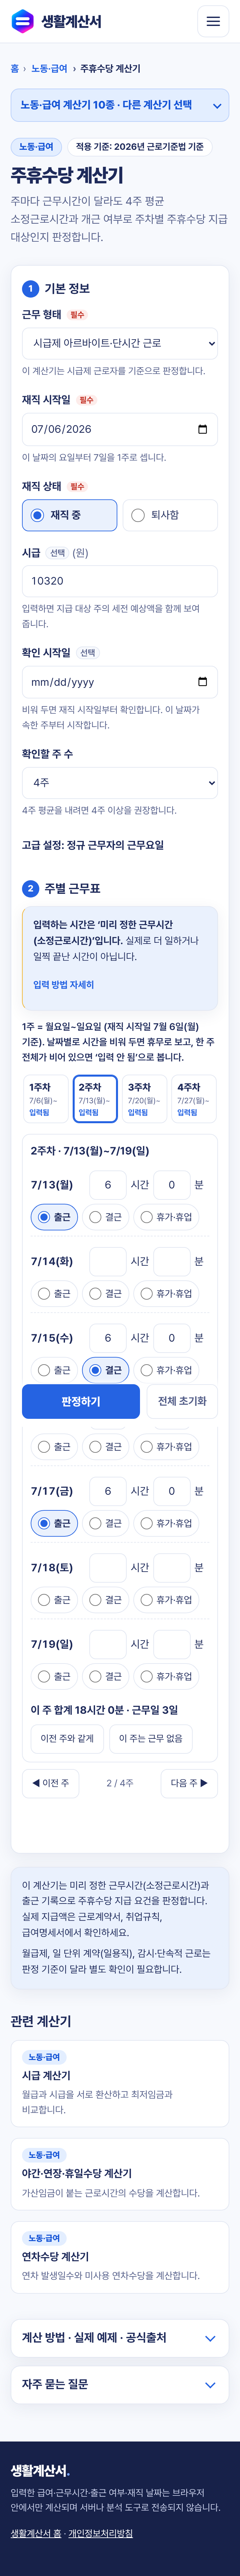 생활계산서
홈 › 노동·급여 › 주휴수당 계산기
노동·급여 계산기 10종 · 다른 계산기 선택
노동·급여 적용 기준: 2026년 근로기준법 기준
주휴수당 계산기
주마다 근무시간이 달라도 4주 평균
소정근로시간과 개근 여부로 주차별 주휴수당 지급
대상인지 판정합니다.
1 기본 정보
근무 형태 필수
시급제 아르바이트·단시간 근로
이 계산기는 시급제 근로자를 기준으로 판정합니다.
재직 시작일 필수
07/06/2026
이 날짜의 요일부터 7일을 1주로 셉니다.
재직 상태 필수
재직 중 퇴사함
시급 선택 (원)
10320
입력하면 지급 대상 주의 세전 예상액을 함께 보여
줍니다.
확인 시작일 선택
mm/dd/yyyy
비워 두면 재직 시작일부터 확인합니다. 이 날짜가
속한 주부터 시작합니다.
확인할 주 수
4주
4주 평균을 내려면 4주 이상을 권장합니다.
고급 설정: 정규 근무자의 근무요일
2 주별 근무표
입력하는 시간은 ‘미리 정한 근무시간
(소정근로시간)’입니다. 실제로 더 일하거나
일찍 끝난 시간이 아닙니다.
입력 방법 자세히
1주 = 월요일~일요일 (재직 시작일 7월 6일(월)
기준). 날짜별로 시간을 비워 두면 휴무로 보고, 한 주
전체가 비어 있으면 ‘입력 안 됨’으로 봅니다.
1주차 2주차 3주차 4주차
7/6(월)~ 7/13(월)~ 7/20(월)~ 7/27(월)~
입력됨 입력됨 입력됨 입력됨
2주차 · 7/13(월)~7/19(일)
7/13(월) 6 시간 0 분
출근 결근 휴가·휴업
7/14(화) 시간 분
출근 결근 휴가·휴업
7/15(수) 6 시간 0 분
출근 결근 휴가·휴업
판정하기 전체 초기화
출근 결근 휴가·휴업
7/17(금) 6 시간 0 분
출근 결근 휴가·휴업
7/18(토) 시간 분
출근 결근 휴가·휴업
7/19(일) 시간 분
출근 결근 휴가·휴업
이 주 합계 18시간 0분 · 근무일 3일
이전 주와 같게 이 주는 근무 없음
◀ 이전 주 2 / 4주 다음 주 ▶
이 계산기는 미리 정한 근무시간(소정근로시간)과
출근 기록으로 주휴수당 지급 요건을 판정합니다.
실제 지급액은 근로계약서, 취업규칙,
급여명세서에서 확인하세요.
월급제, 일 단위 계약(일용직), 감시·단속적 근로는
판정 기준이 달라 별도 확인이 필요합니다.
관련 계산기
노동·급여
시급 계산기
월급과 시급을 서로 환산하고 최저임금과
비교합니다.
노동·급여
야간·연장·휴일수당 계산기
가산임금이 붙는 근로시간의 수당을 계산합니다.
노동·급여
연차수당 계산기
연차 발생일수와 미사용 연차수당을 계산합니다.
계산 방법 · 실제 예제 · 공식출처
자주 묻는 질문
생활계산서.
입력한 급여·근무시간·출근 여부·재직 날짜는 브라우저
안에서만 계산되며 서버나 분석 도구로 전송되지 않습니다.
생활계산서 홈 · 개인정보처리방침